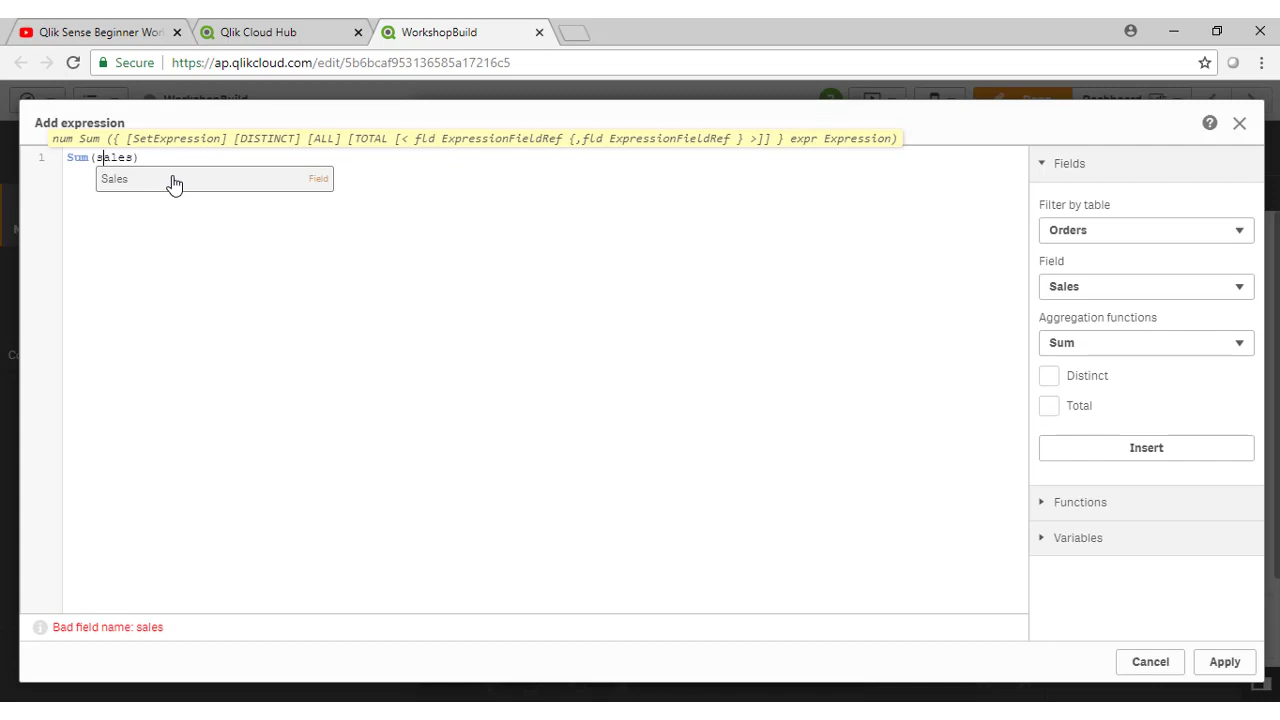 Qlik Sense Beginner Wor
Qlik Cloud Hub
WorkshopBuild
Secure
https://ap.qlikcloud.com/edit/5b6bcaf953136585a17216c5
WorkshopBuild
Dashboard
Add expression
num Sum ({ [SetExpression] [DISTINCT] [ALL] [TOTAL [< fld ExpressionFieldRef {,fld ExpressionFieldRef } >]] } expr Expression)
1 Sum(sales)
Sales Field
Fields
Filter by table
Orders
Field
Sales
Aggregation functions
Sum
Distinct
Total
Insert
Functions
Variables
Bad field name: sales
Cancel
Apply